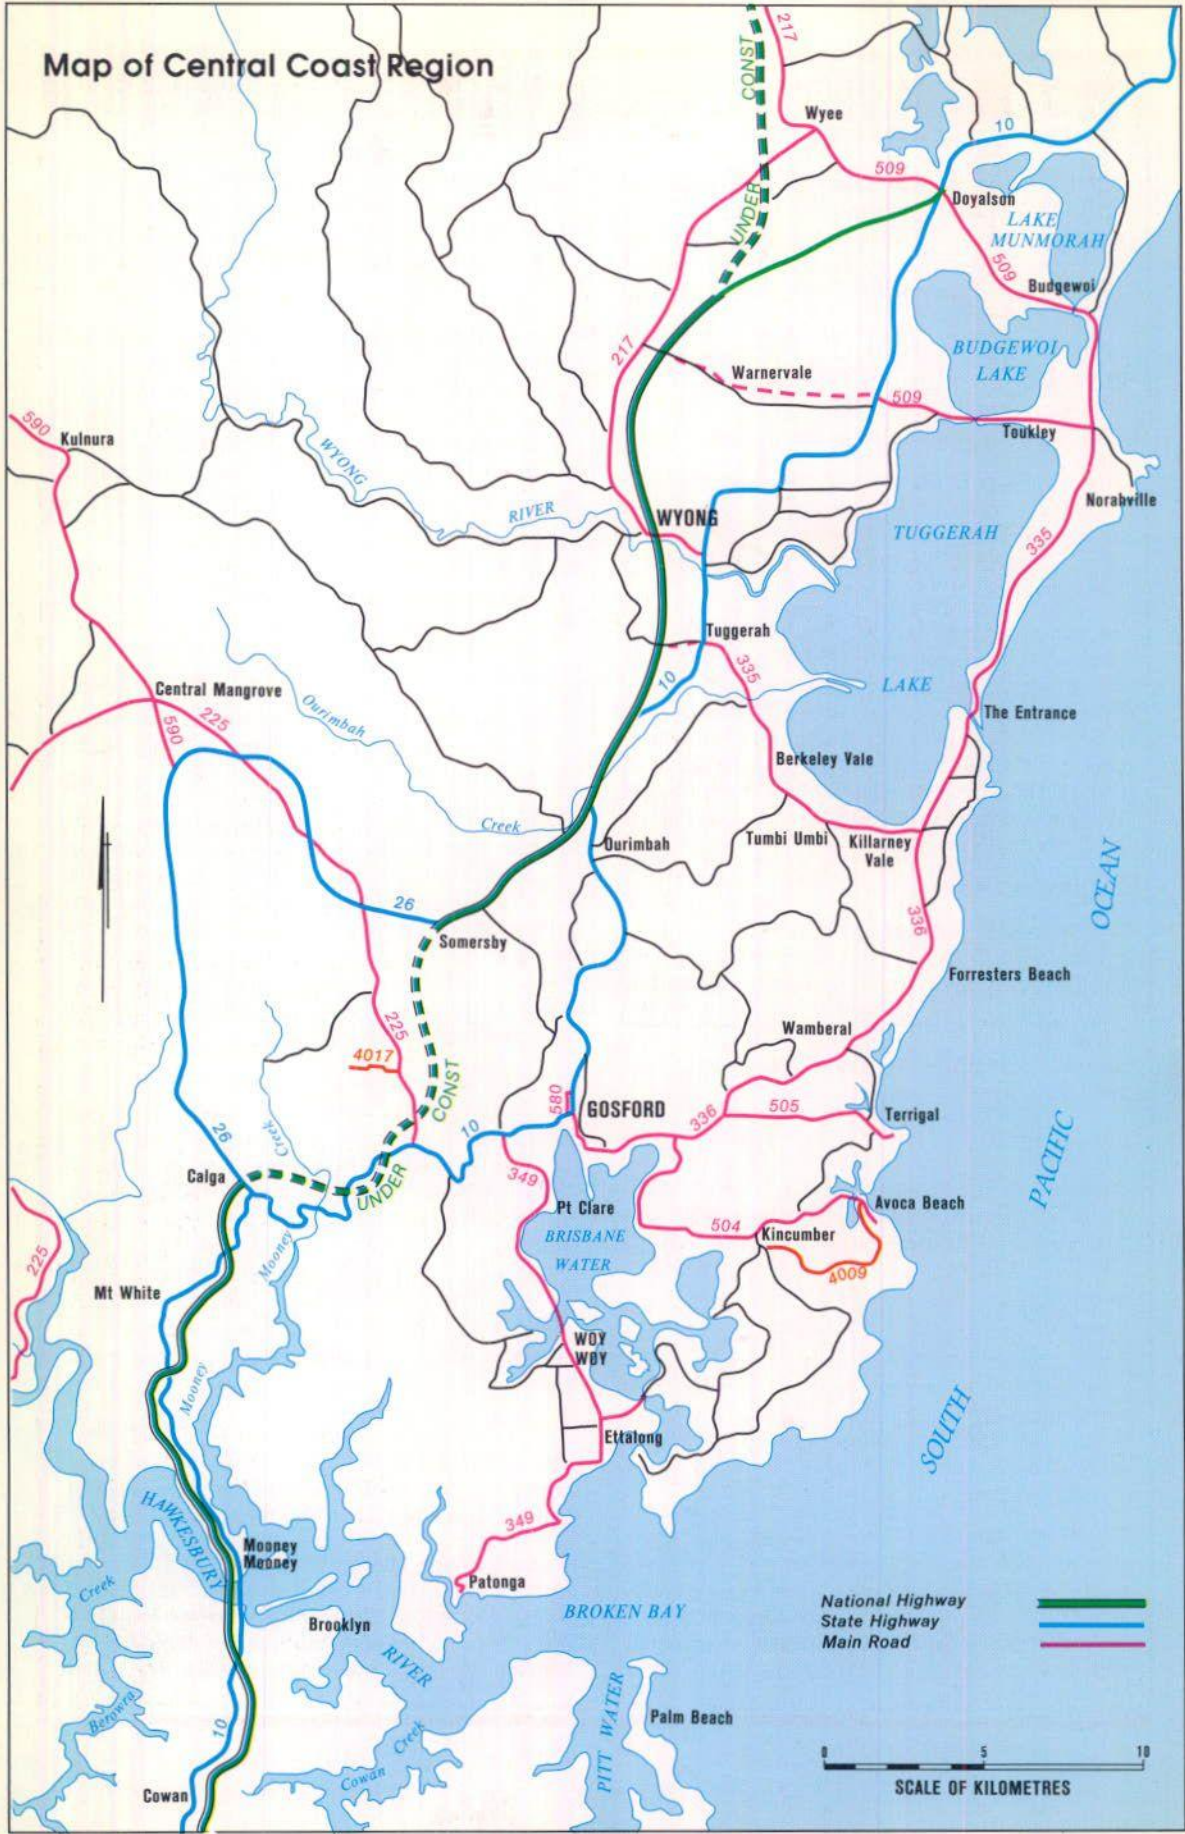 Map of Central Coast Region
217
CONST
UNDER
Wyee
10
509
Doyalson
LAKE
MUNMORAH
509
Budgewoi
217
BUDGEWOI
LAKE
Warnervale
509
Toukley
590
Kulnura
WYONG
RIVER
WYONG
Norahville
TUGGERAH
335
Tuggerah
335
10
LAKE
Central Mangrove
225
590
Ourimbah
Creek
The Entrance
Berkeley Vale
Ourimbah
Tumbi Umbi
Killarney
Vale
26
Somersby
336
OCEAN
Forresters Beach
225
4017
CONST
Wamberal
580
GOSFORD
336
505
Terrigal
PACIFIC
26
Creek
10
Calga
UNDER
349
Pt Clare
Avoca Beach
504
Kincumber
BRISBANE
WATER
4009
225
Mooney
Mt White
WOY
WOY
Mooney
SOUTH
Ettalong
HAWKESBURY
349
Mooney
Mooney
Creek
Patonga
BROKEN BAY
Brooklyn
RIVER
National Highway
State Highway
Main Road
Berowra
10
PITT WATER
Palm Beach
Creek
Cowan
Cowan
0 5 10
SCALE OF KILOMETRES